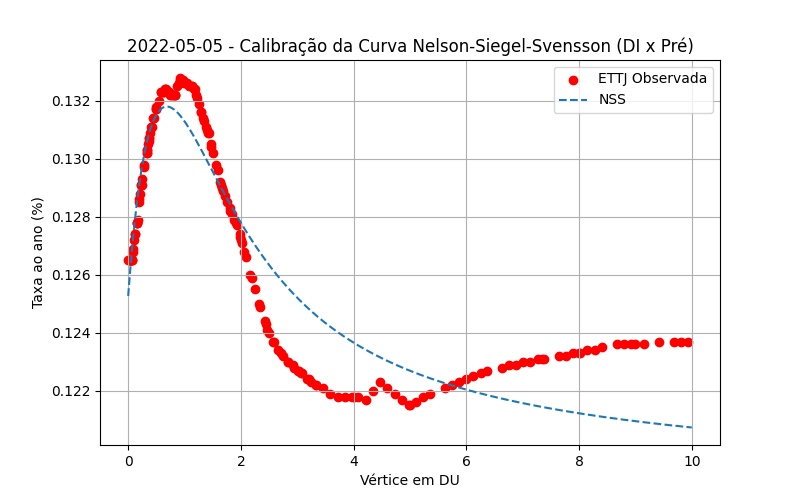 2022-05-05 - Calibração da Curva Nelson-Siegel-Svensson (DI x Pré)
ETTJ Observada
NSS
Taxa ao ano (%)
0.132
0.130
0.128
0.126
0.124
0.122
0
2
4
6
8
10
Vértice em DU